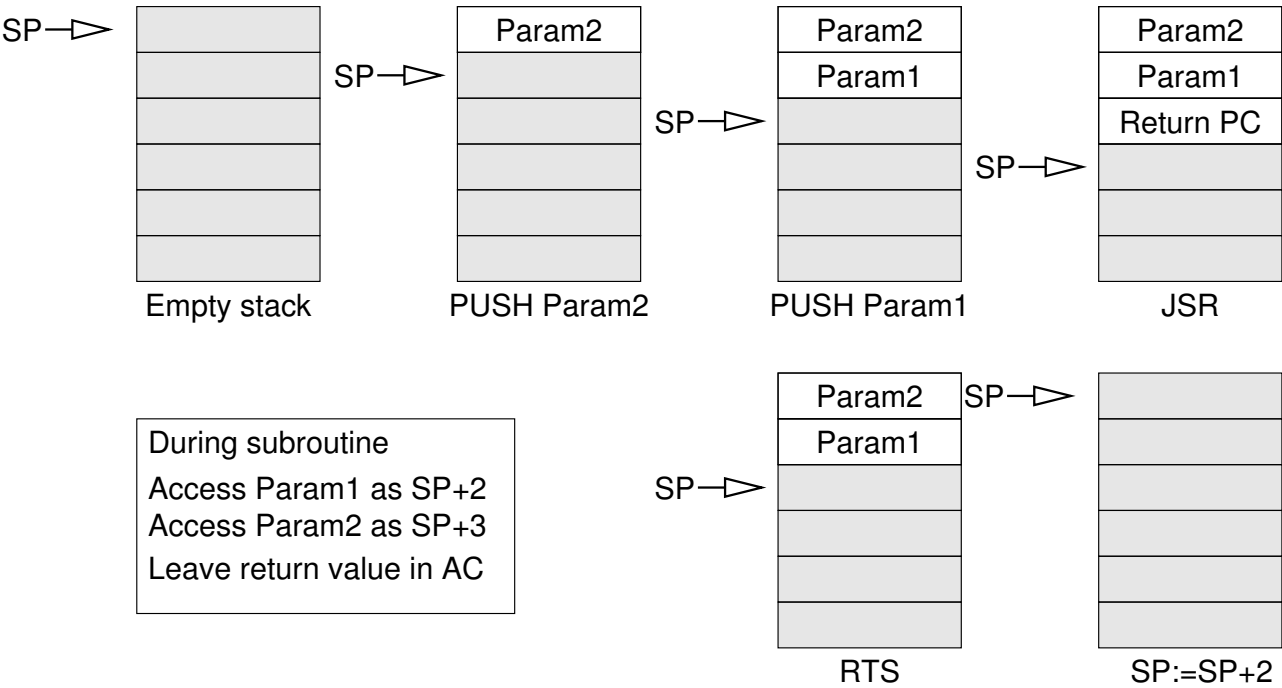 SP
Param2
Param2
Param2
SP
Param1
Param1
SP
Return PC
SP
Empty stack
PUSH Param2
PUSH Param1
JSR
During subroutine
Access Param1 as SP+2
Access Param2 as SP+3
Leave return value in AC
Param2
SP
Param1
SP
RTS
SP:=SP+2